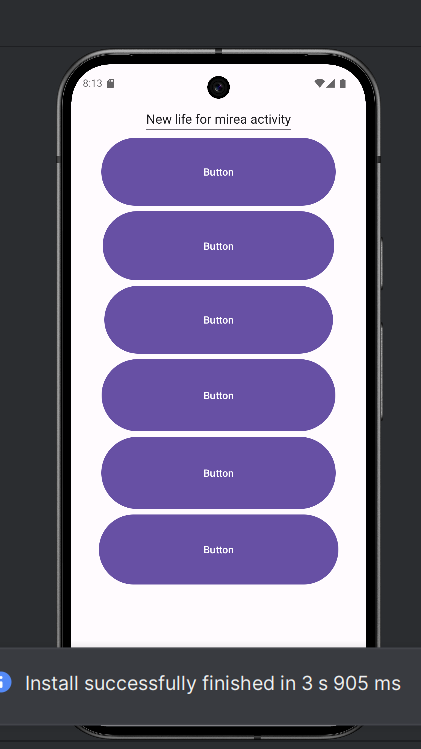 8:13
New life for mirea activity
Button
Button
Button
Button
Button
Button
Install successfully finished in 3 s 905 ms